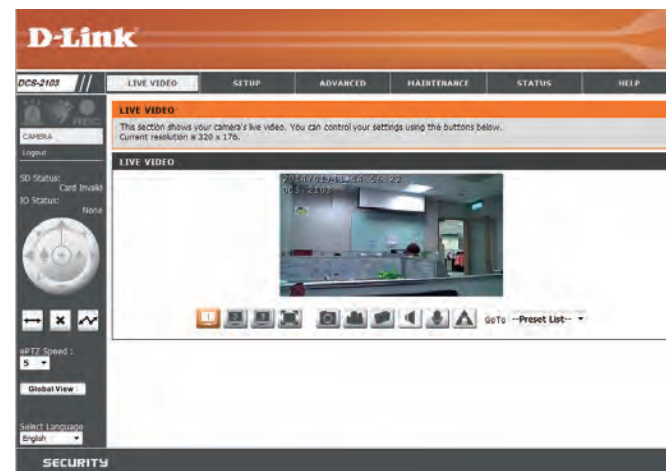 D-Link
DCS-2103
LIVE VIDEO
SETUP
ADVANCED
MAINTENANCE
STATUS
HELP
CAMERA
Logout
SD Status:
Card Invalid
IO Status:
None
ePTZ Speed :
5
Global View
Select Language
English
LIVE VIDEO
This section shows your camera's live video. You can control your settings using the buttons below.
Current resolution is 320 x 176.
LIVE VIDEO
DCS-2103
1
2
3
GoTo --Preset List--
SECURITY